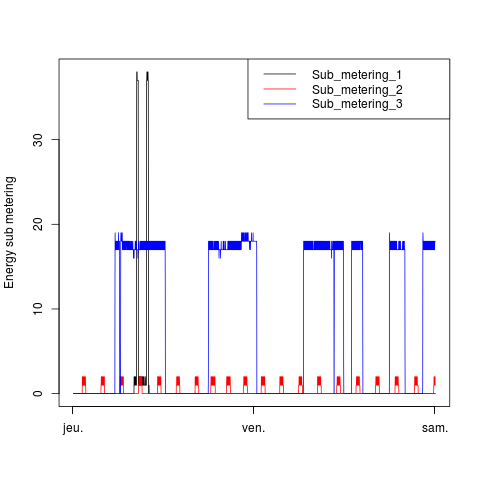 Sub_metering_1
Sub_metering_2
Sub_metering_3
Energy sub metering
30
20
10
0
jeu. ven. sam.